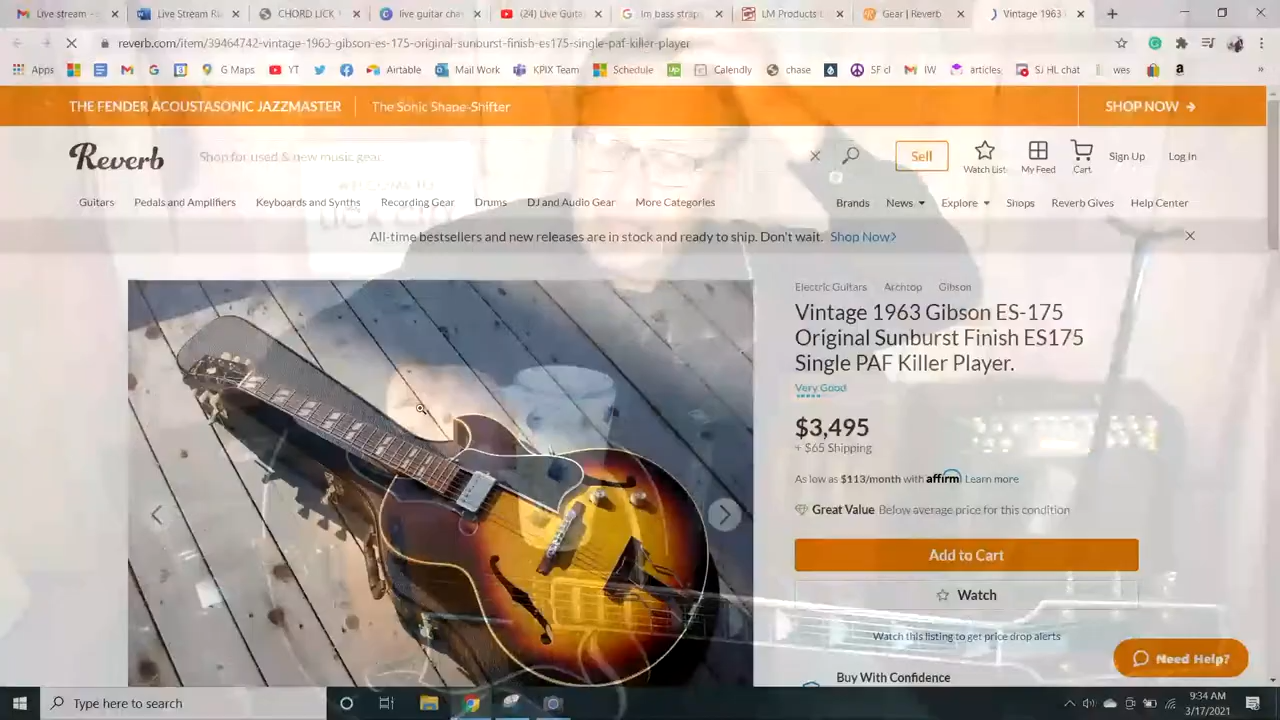 Live stream -
Live Stream Ru
CHORD LICK
live guitar cha
(24) Live Guita
lm bass strap
LM Products
Gear | Reverb
Vintage 1963
reverb.com/item/39464742-vintage-1963-gibson-es-175-original-sunburst-finish-es175-single-paf-killer-player
Apps
G Maps
YT
Airtable
Mail Work
KPIX Team
Schedule
Calendly
chase
SF cl
IW
articles
SJ HL chat
wes
THE FENDER ACOUSTASONIC JAZZMASTER
The Sonic Shape-Shifter
SHOP NOW
Reverb
Shop for used & new music gear
Sell
Watch List
My Feed
Cart
Sign Up
Log In
Guitars
Pedals and Amplifiers
Keyboards and Synths
Recording Gear
Drums
DJ and Audio Gear
More Categories
Brands
News
Explore
Shops
Reverb Gives
Help Center
All-time bestsellers and new releases are in stock and ready to ship. Don't wait. Shop Now
Electric Guitars
Archtop
Gibson
Vintage 1963 Gibson ES-175
Original Sunburst Finish ES175
Single PAF Killer Player.
Very Good
$3,495
+ $65 Shipping
As low as $113/month with affirm Learn more
Great Value Below average price for this condition
Add to Cart
Watch
Watch this listing to get price drop alerts
Need Help?
Buy With Confidence
Type here to search
9:34 AM
3/17/2021